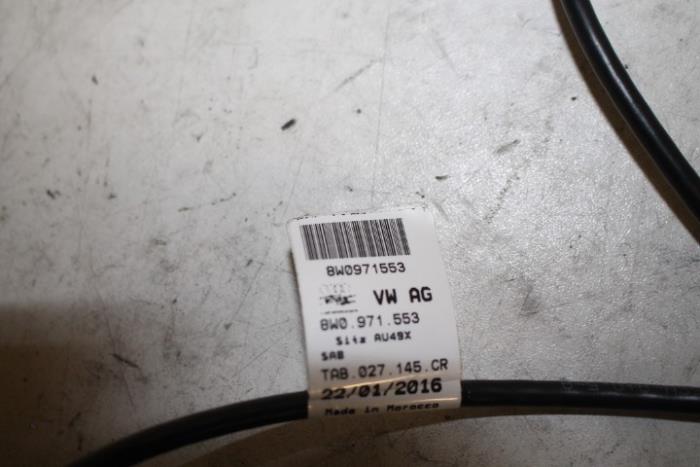 8W0971553
VW AG
8W0.971.553
Sitz AU49X
SAB
TAB.027.145.CR
22/01/2016
Made in Morocco